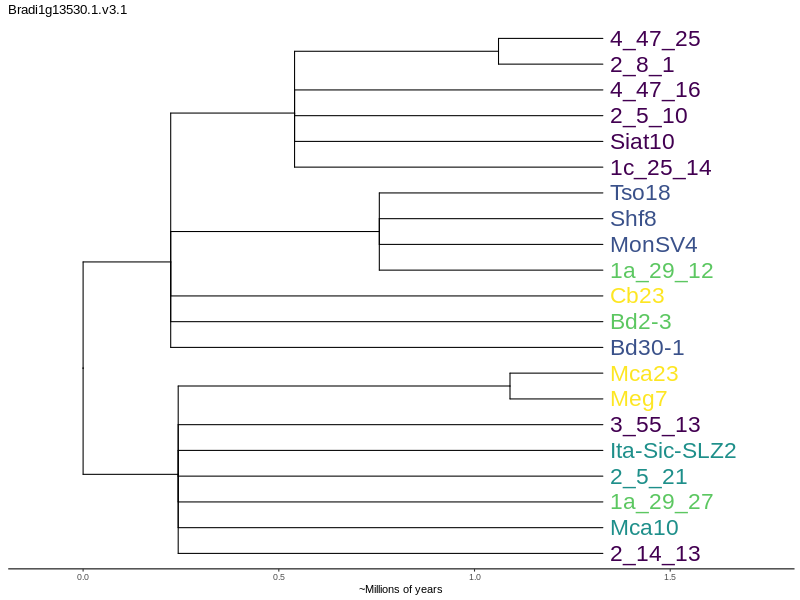 Bradi1g13530.1.v3.1
4_47_25
2_8_1
4_47_16
2_5_10
Siat10
1c_25_14
Tso18
Shf8
MonSV4
1a_29_12
Cb23
Bd2-3
Bd30-1
Mca23
Meg7
3_55_13
Ita-Sic-SLZ2
2_5_21
1a_29_27
Mca10
2_14_13
0.0 0.5 1.0 1.5
~Millions of years